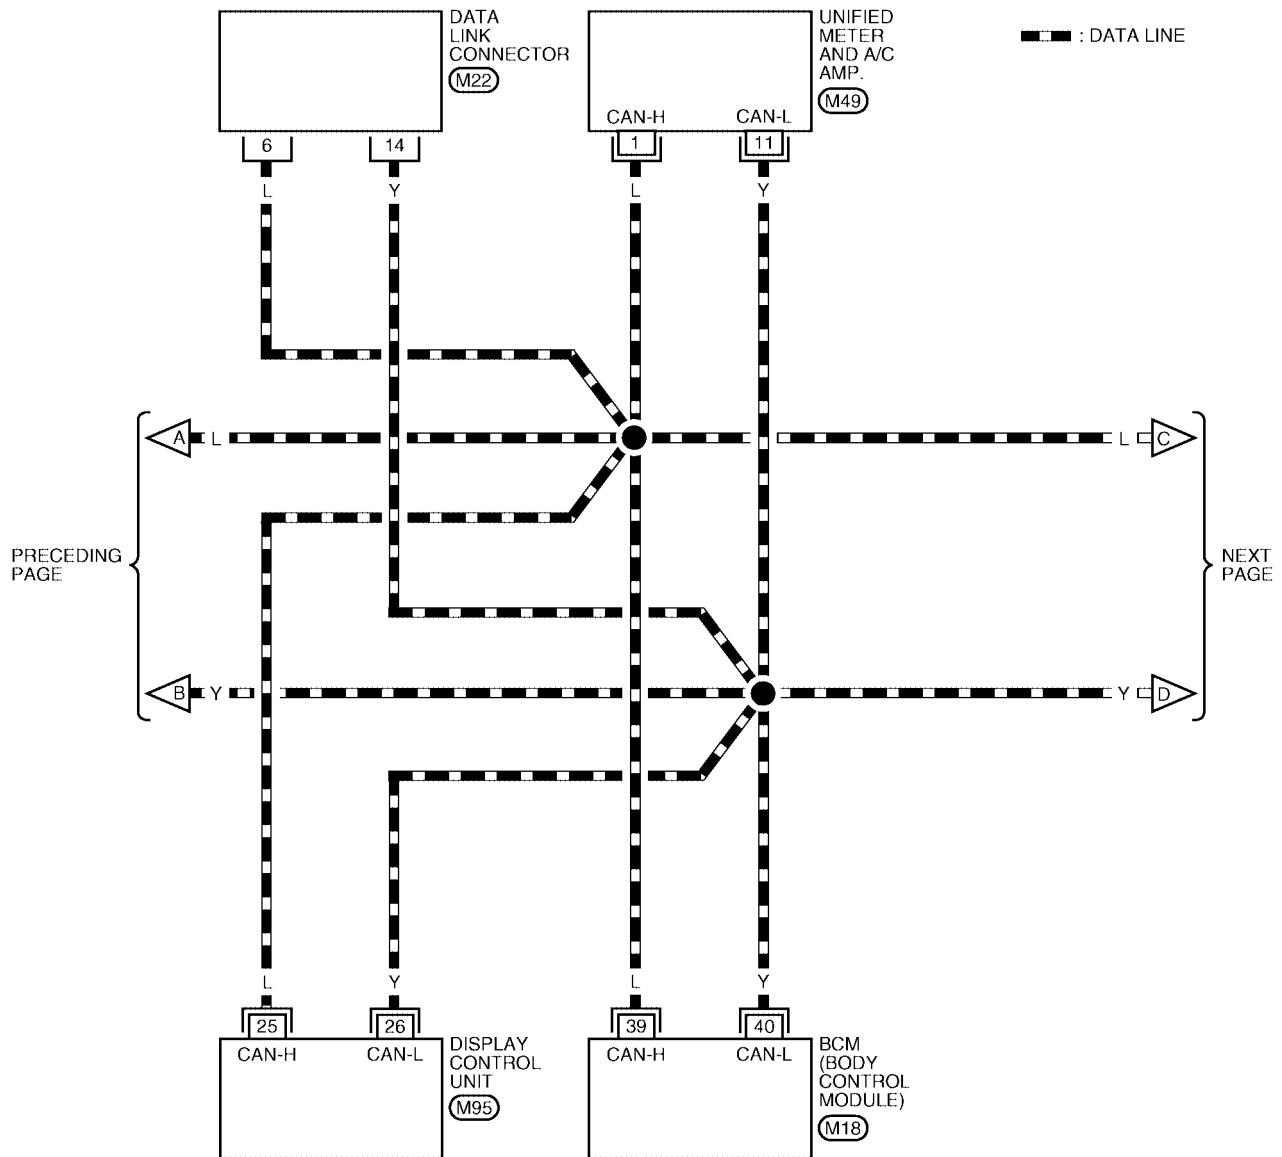 DATA
LINK
CONNECTOR
M22
UNIFIED
METER
AND A/C
AMP.
M49
: DATA LINE
CAN-H
CAN-L
6
14
1
11
L
Y
L
Y
A
L
L
C
PRECEDING
PAGE
NEXT
PAGE
B
Y
Y
D
L
Y
L
Y
25
26
39
40
CAN-H
CAN-L
DISPLAY
CONTROL
UNIT
M95
CAN-H
CAN-L
BCM
(BODY
CONTROL
MODULE)
M18